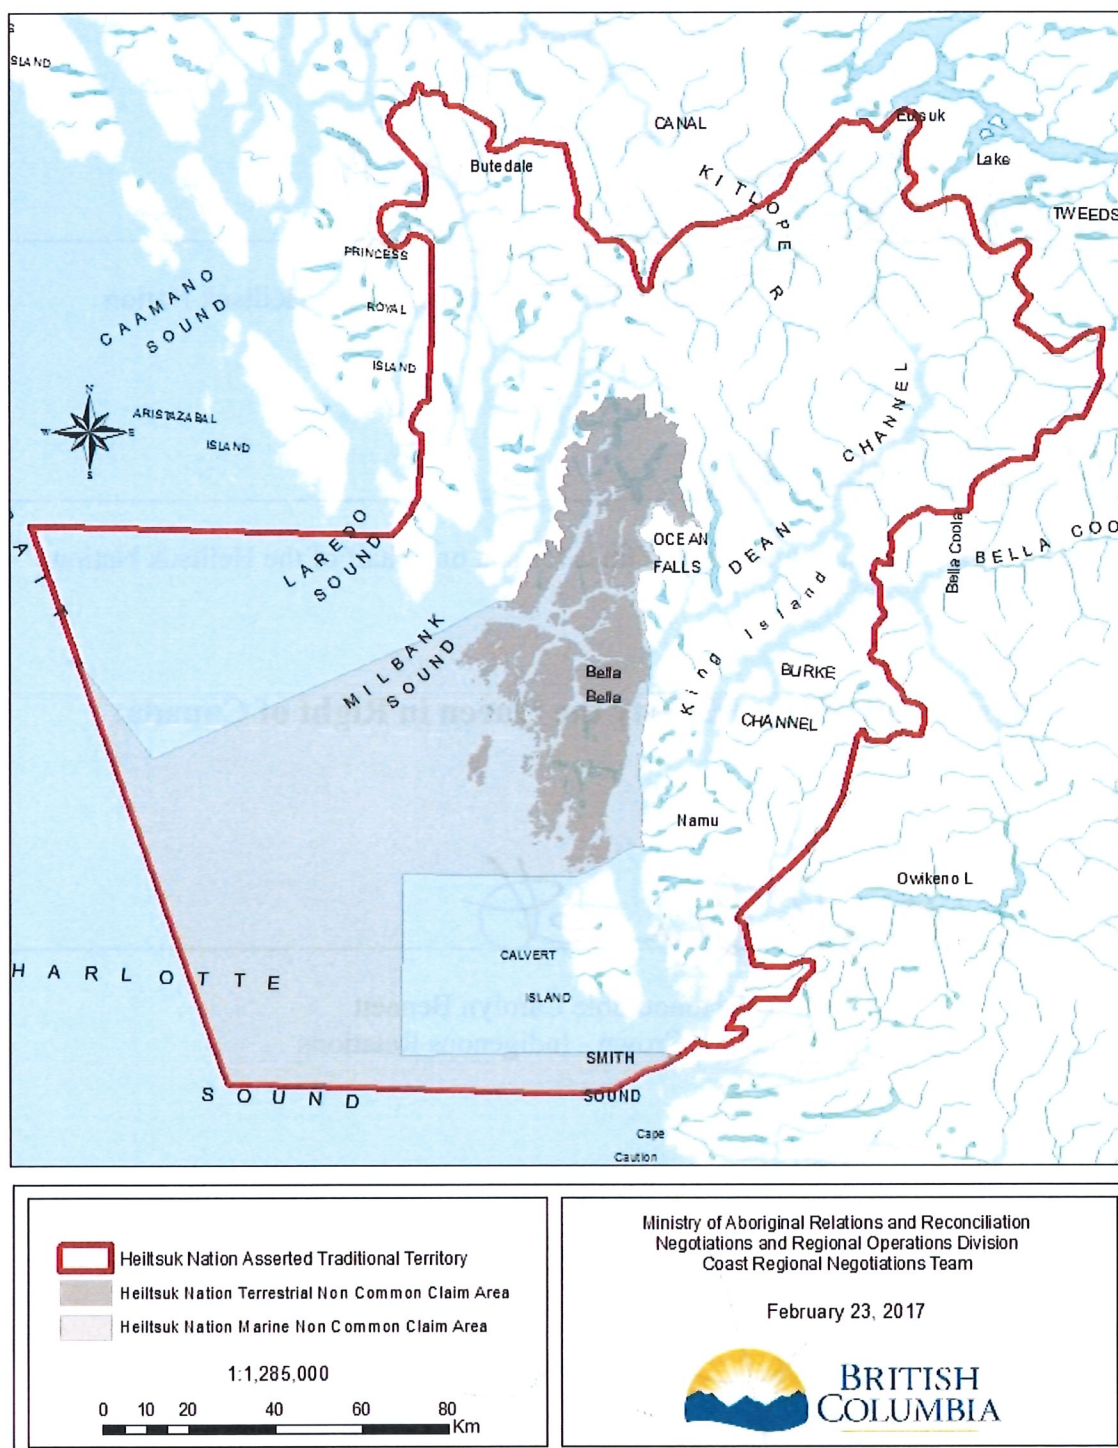 S
ISLAND
CANAL
Eutsuk
Lake
Butedale
KITLOPE R
TWEEDS
PRINCESS
ROYAL
ISLAND
CAAMANO
SOUND
N
W E
S
ARISTAZABAL
ISLAND
CHANNEL
DEAN
LAREDO
SOUND
OCEAN
FALLS
Bella Coola
BELLA COO
King Island
MILBANK
SOUND
Bella
Bella
BURKE
CHANNEL
Namu
Owikeno L
CALVERT
ISLAND
HARLOTTE
SOUND
SMITH
SOUND
Cape
Caution
Heiltsuk Nation Asserted Traditional Territory
Heiltsuk Nation Terrestrial Non Common Claim Area
Heiltsuk Nation Marine Non Common Claim Area
1:1,285,000
0 10 20 40 60 80
Km
Ministry of Aboriginal Relations and Reconciliation
Negotiations and Regional Operations Division
Coast Regional Negotiations Team
February 23, 2017
BRITISH
COLUMBIA